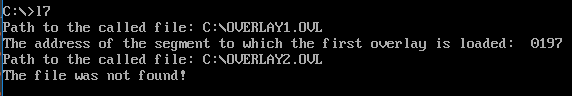 C:\>l7
Path to the called file: C:\OVERLAY1.OVL
The address of the segment to which the first overlay is loaded:  0197
Path to the called file: C:\OVERLAY2.OVL
The file was not found!